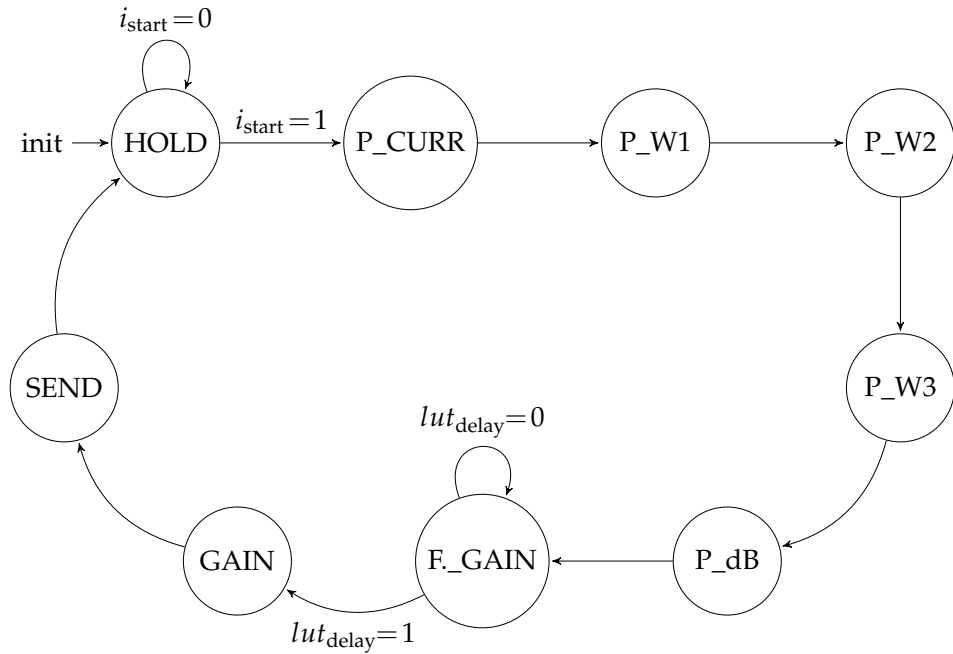 i_start=0
init
HOLD
i_start=1
P_CURR
P_W1
P_W2
SEND
P_W3
lut_delay=0
GAIN
F._GAIN
P_dB
lut_delay=1